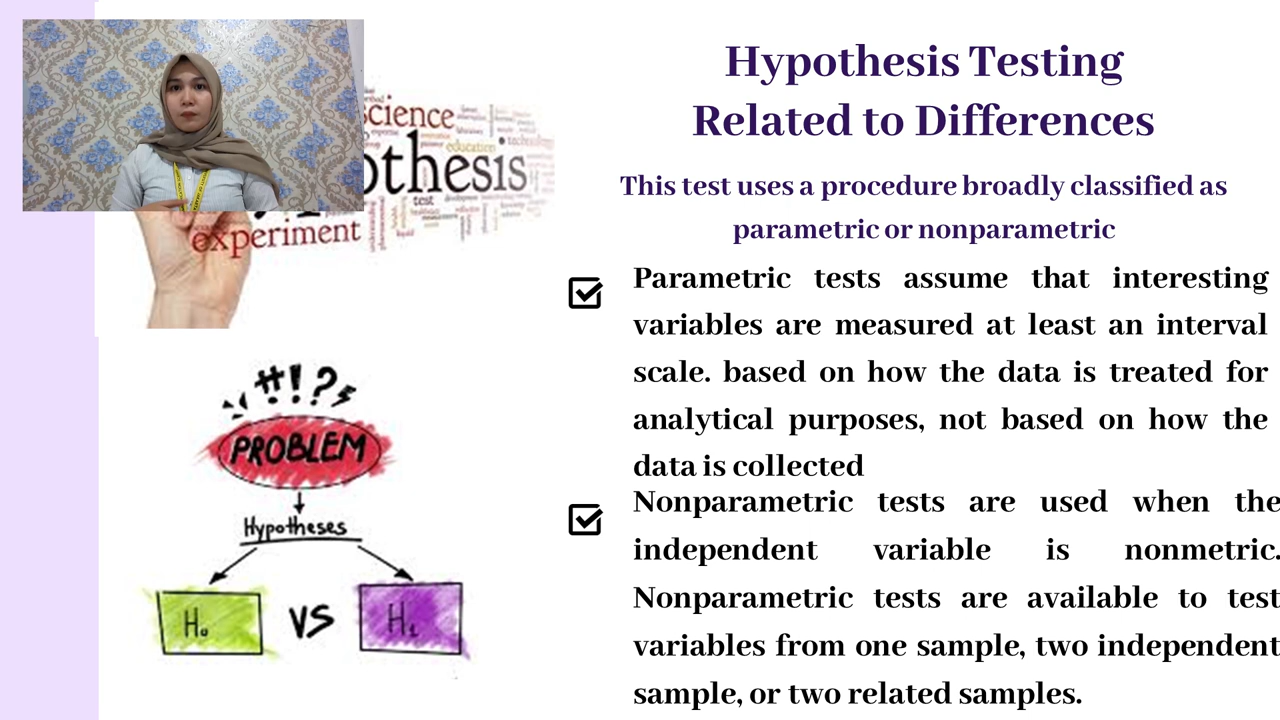 Hypothesis Testing
Related to Differences
This test uses a procedure broadly classified as
parametric or nonparametric
Parametric tests assume that interesting
variables are measured at least an interval
scale. based on how the data is treated for
analytical purposes, not based on how the
data is collected
Nonparametric tests are used when the
independent variable is nonmetric.
Nonparametric tests are available to test
variables from one sample, two independent
sample, or two related samples.
science
education
othesis
test
experiment
#!?
PROBLEM
Hypotheses
H₀ VS H₁